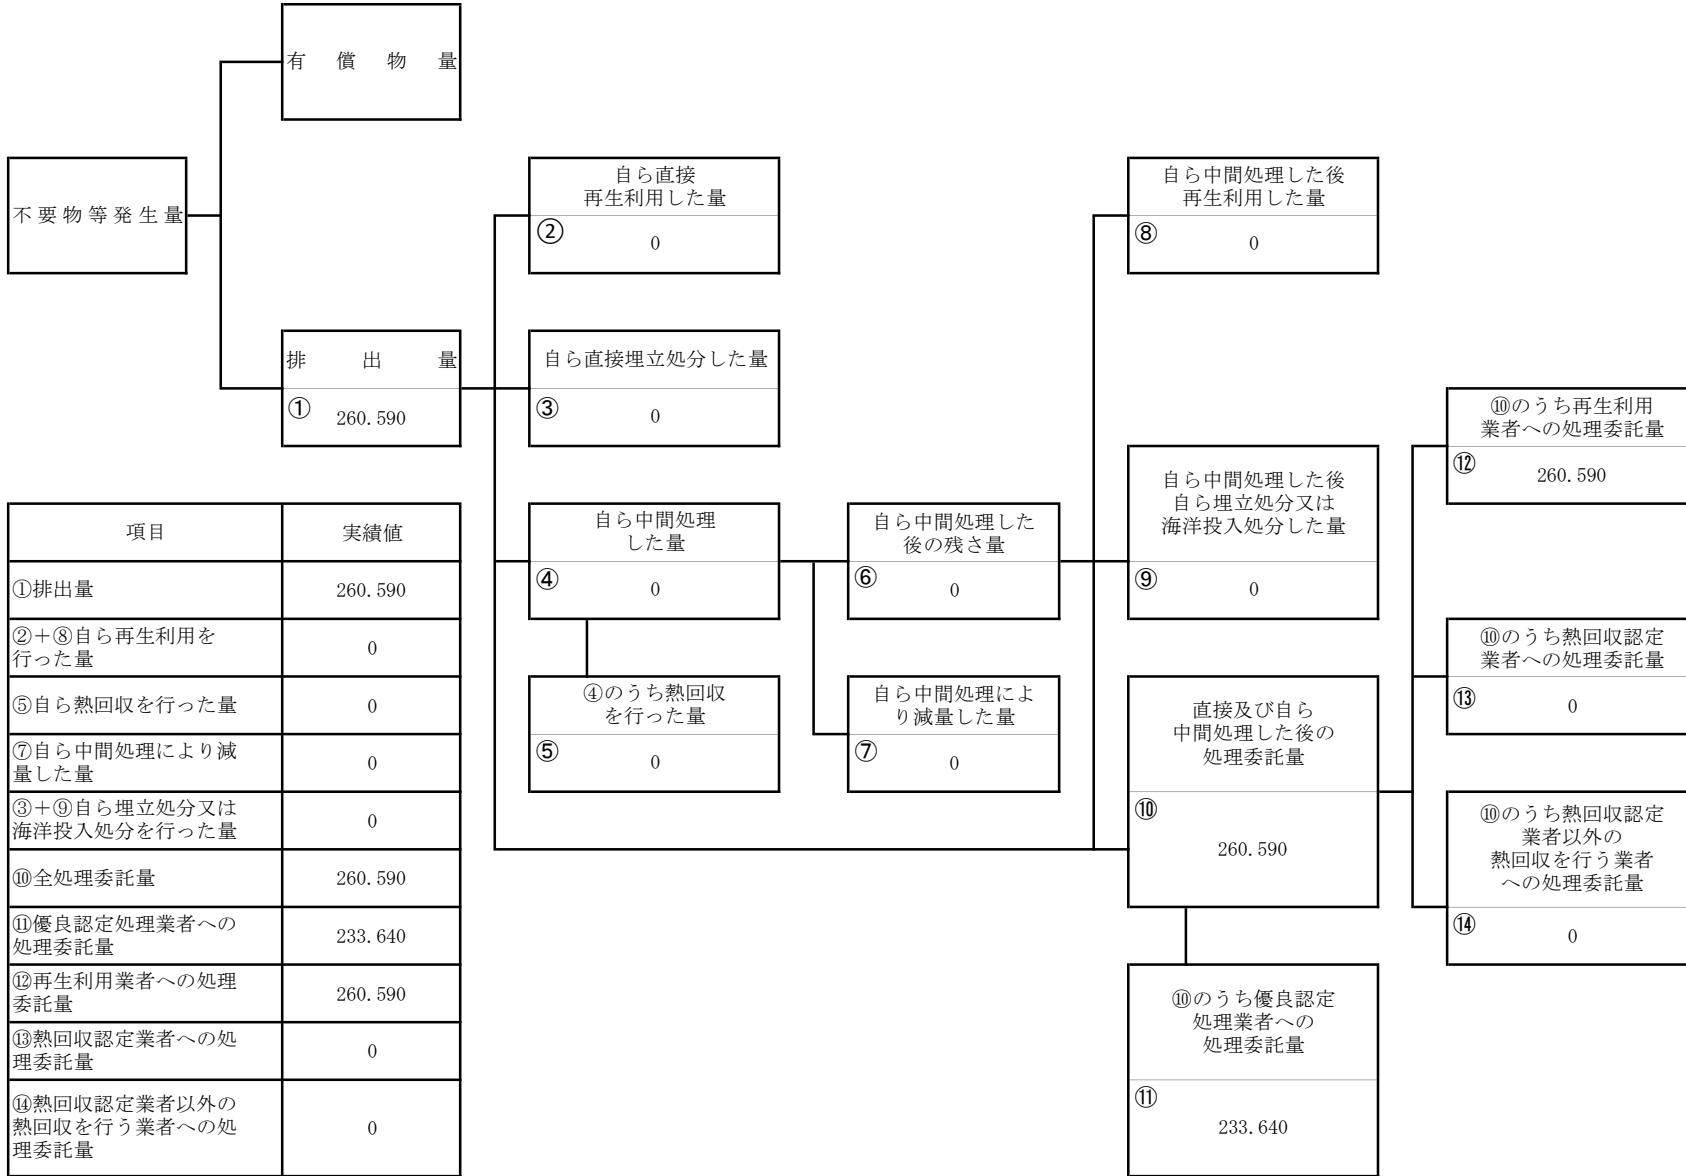 有償物量
不要物等発生量
排出量
①
260.590
自ら直接
再生利用した量
②
0
自ら直接埋立処分した量
③
0
自ら中間処理
した量
④
0
④のうち熱回収
を行った量
⑤
0
自ら中間処理した
後の残さ量
⑥
0
自ら中間処理によ
り減量した量
⑦
0
自ら中間処理した後
再生利用した量
⑧
0
自ら中間処理した後
自ら埋立処分又は
海洋投入処分した量
⑨
0
直接及び自ら
中間処理した後の
処理委託量
⑩
260.590
⑩のうち優良認定
処理業者への
処理委託量
⑪
233.640
⑩のうち再生利用
業者への処理委託量
⑫
260.590
⑩のうち熱回収認定
業者への処理委託量
⑬
0
⑩のうち熱回収認定
業者以外の
熱回収を行う業者
への処理委託量
⑭
0
項目 実績値
①排出量 260.590
②＋⑧自ら再生利用を
行った量 0
⑤自ら熱回収を行った量 0
⑦自ら中間処理により減
量した量 0
③＋⑨自ら埋立処分又は
海洋投入処分を行った量 0
⑩全処理委託量 260.590
⑪優良認定処理業者への
処理委託量 233.640
⑫再生利用業者への処理
委託量 260.590
⑬熱回収認定業者への処
理委託量 0
⑭熱回収認定業者以外の
熱回収を行う業者への処
理委託量 0